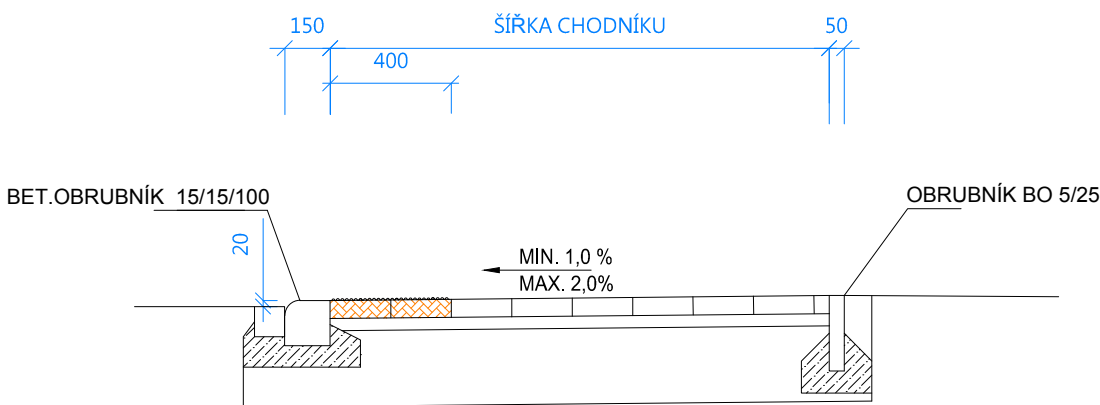 150
ŠÍŘKA CHODNÍKU
50
400
BET.OBRUBNÍK 15/15/100
OBRUBNÍK BO 5/25
20
MIN. 1,0 %
MAX. 2,0%